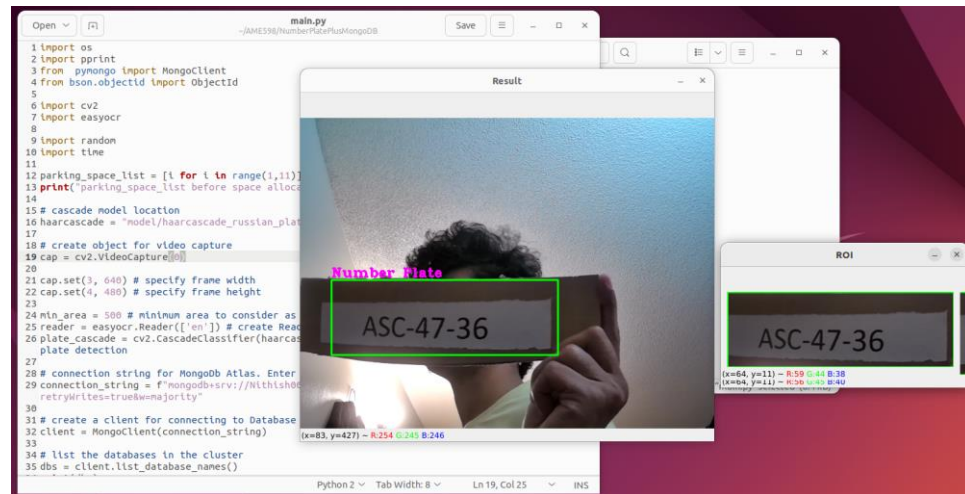 Open
main.py
~/AME598/NumberPlatePlusMongoDB
Save
1 import os
2 import pprint
3 from pymongo import MongoClient
4 from bson.objectid import ObjectId
5
6 import cv2
7 import easyocr
8
9 import random
10 import time
11
12 parking_space_list = [i for i in range(1,11)]
13 print("parking_space_list before space alloca
14
15 # cascade model location
16 haarcascade = "model/haarcascade_russian_plat
17
18 # create object for video capture
19 cap = cv2.VideoCapture(0)
20
21 cap.set(3, 640) # specify frame width
22 cap.set(4, 480) # specify frame height
23
24 min_area = 500 # minimum area to consider as
25 reader = easyocr.Reader(['en']) # create Reac
26 plate_cascade = cv2.CascadeClassifier(haarcas
plate detection
27
28 # connection string for MongoDb Atlas. Enter
29 connection_string = f"mongodb+srv://Nithish0
retryWrites=true&w=majority"
30
31 # create a client for connecting to Database
32 client = MongoClient(connection_string)
33
34 # list the databases in the cluster
35 dbs = client.list_database_names()
Python 2 Tab Width: 8 Ln 19, Col 25 INS
Result
Number Plate
ASC-47-36
(x=83, y=427) ~ R:254 G:245 B:246
ROI
ASC-47-36
(x=64, y=11) ~ R:59 G:44 B:38
(x=64, y=11) ~ R:56 G:45 B:40